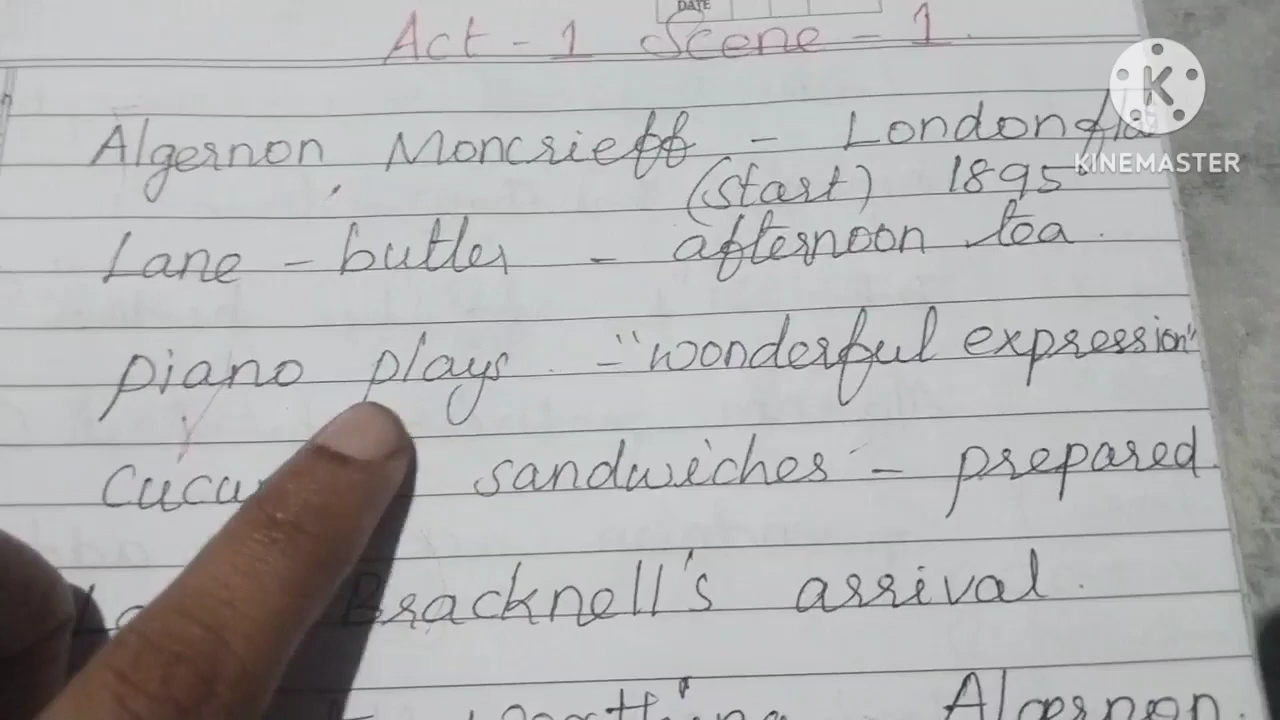 DATE
Act - 1 Scene - 1.
Algernon Moncrieff - London
(start) 1895
KINEMASTER
Lane - butler - afternoon tea.
piano plays. - "wonderful expression"
sandwiches - prepared
Bracknell's arrival.
Algernon